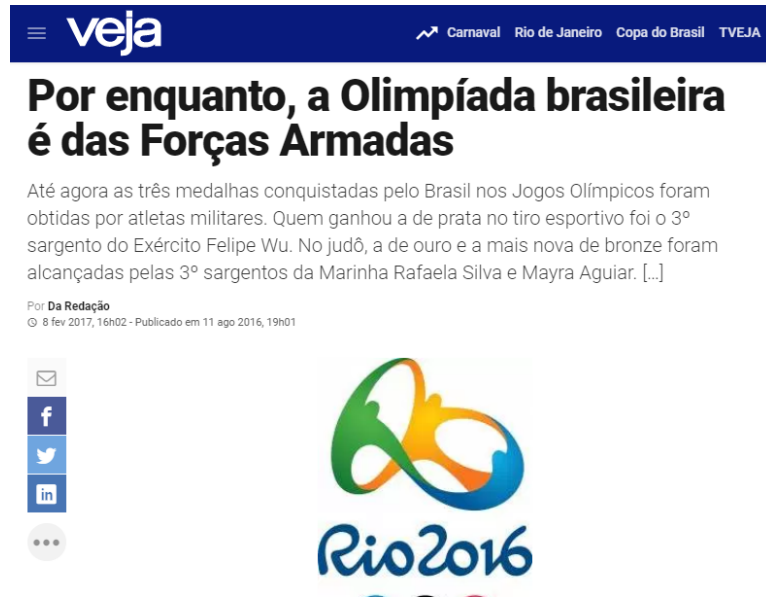 veja
Carnaval Rio de Janeiro Copa do Brasil TVEJA
Por enquanto, a Olimpíada brasileira
é das Forças Armadas
Até agora as três medalhas conquistadas pelo Brasil nos Jogos Olímpicos foram
obtidas por atletas militares. Quem ganhou a de prata no tiro esportivo foi o 3º
sargento do Exército Felipe Wu. No judô, a de ouro e a mais nova de bronze foram
alcançadas pelas 3º sargentos da Marinha Rafaela Silva e Mayra Aguiar. [...]
Por Da Redação
8 fev 2017, 16h02 - Publicado em 11 ago 2016, 19h01
f
in
Rio2016